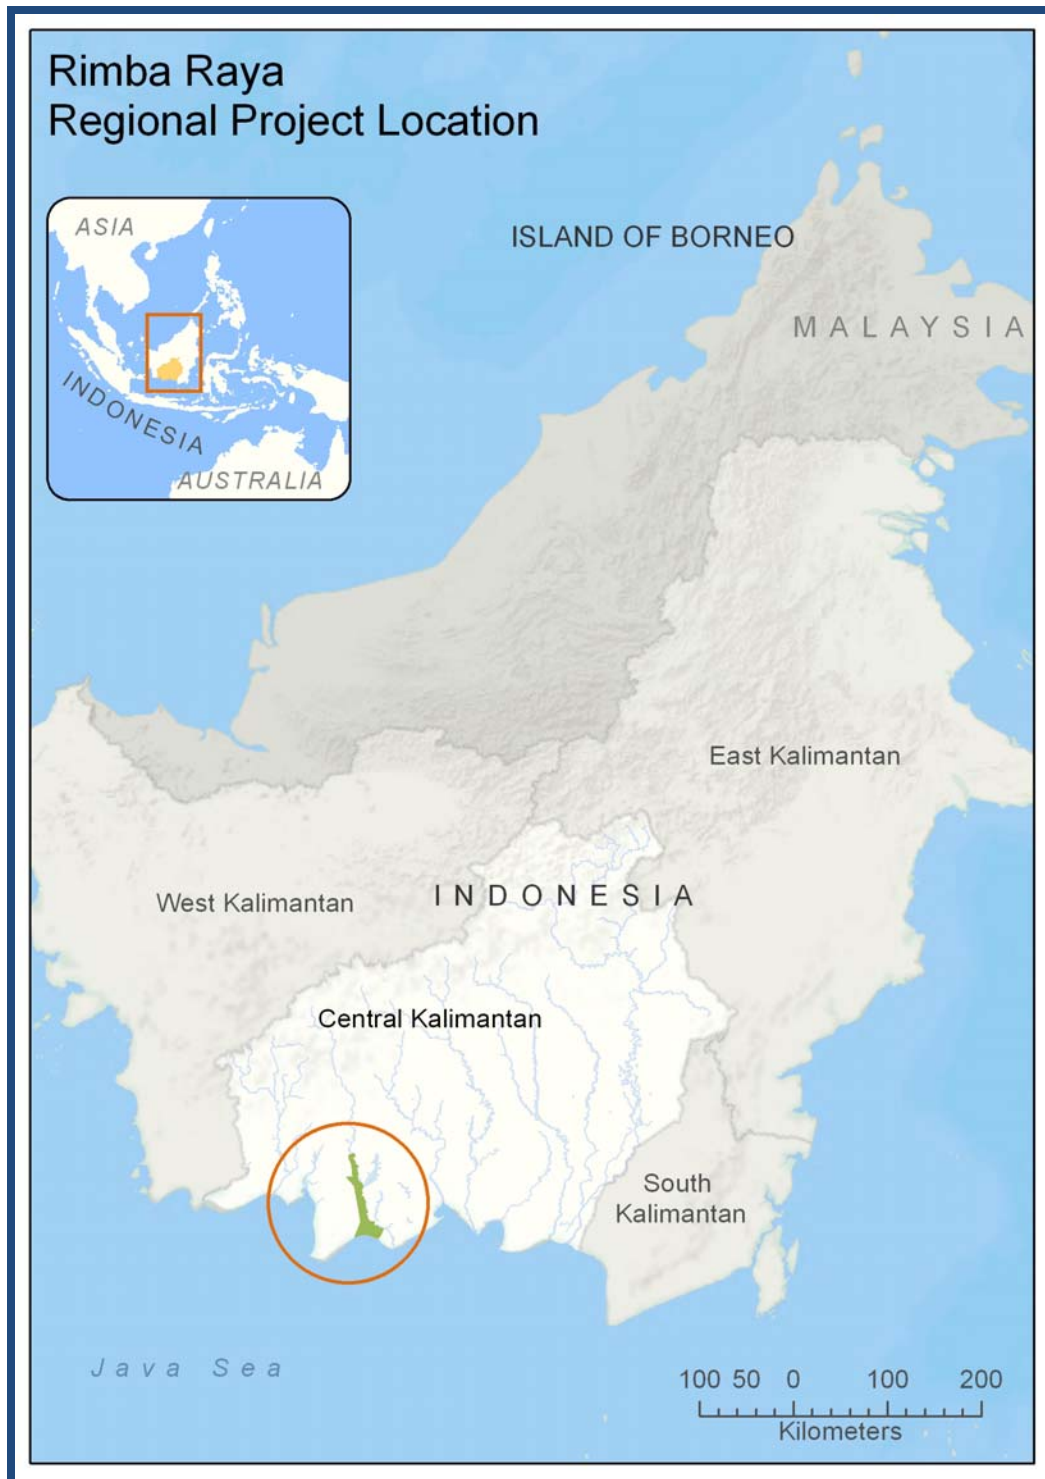 Rimba Raya
Regional Project Location
ASIA
INDONESIA
AUSTRALIA
ISLAND OF BORNEO
MALAYSIA
East Kalimantan
West Kalimantan
INDONESIA
Central Kalimantan
South
Kalimantan
Java Sea
100 50 0 100 200
Kilometers